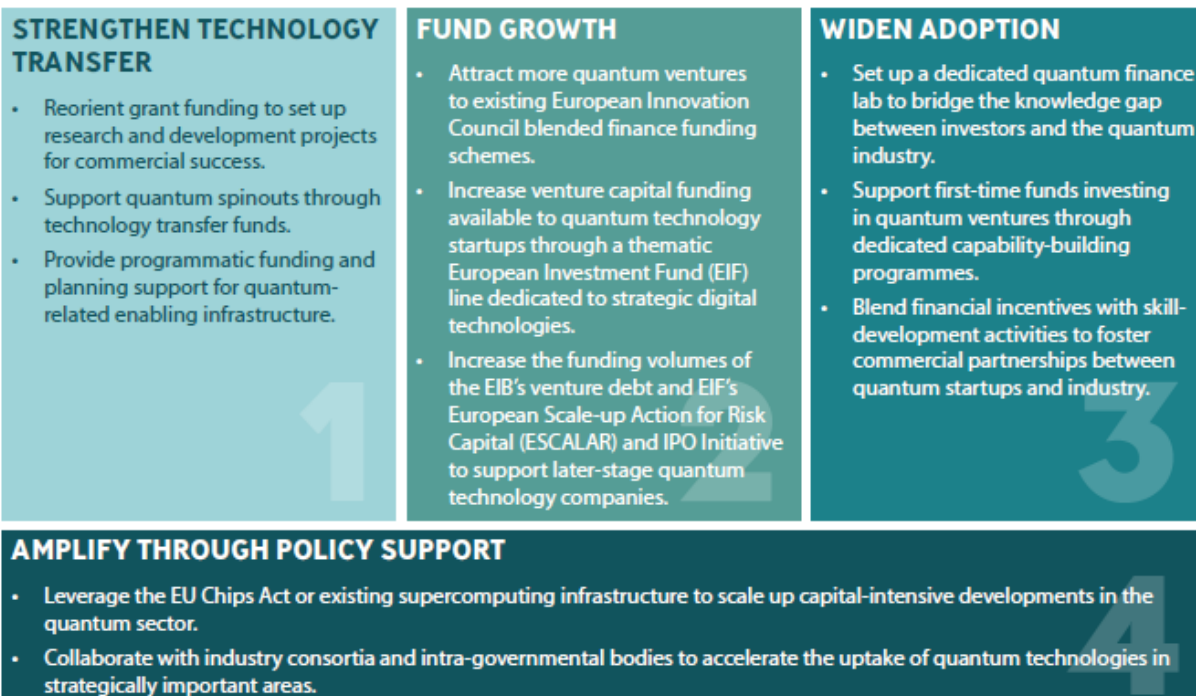 STRENGTHEN TECHNOLOGY
TRANSFER
• Reorient grant funding to set up
research and development projects
for commercial success.
• Support quantum spinouts through
technology transfer funds.
• Provide programmatic funding and
planning support for quantum-
related enabling infrastructure.
1
FUND GROWTH
• Attract more quantum ventures
to existing European Innovation
Council blended finance funding
schemes.
• Increase venture capital funding
available to quantum technology
startups through a thematic
European Investment Fund (EIF)
line dedicated to strategic digital
technologies.
• Increase the funding volumes of
the EIB's venture debt and EIF's
European Scale-up Action for Risk
Capital (ESCALAR) and IPO Initiative
to support later-stage quantum
technology companies.
2
WIDEN ADOPTION
• Set up a dedicated quantum finance
lab to bridge the knowledge gap
between investors and the quantum
industry.
• Support first-time funds investing
in quantum ventures through
dedicated capability-building
programmes.
• Blend financial incentives with skill-
development activities to foster
commercial partnerships between
quantum startups and industry.
3
AMPLIFY THROUGH POLICY SUPPORT
• Leverage the EU Chips Act or existing supercomputing infrastructure to scale up capital-intensive developments in the
quantum sector.
• Collaborate with industry consortia and intra-governmental bodies to accelerate the uptake of quantum technologies in
strategically important areas.
4